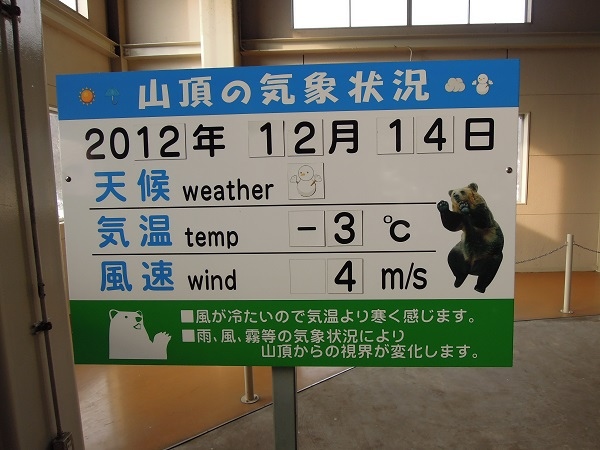 山頂の気象状況
2012年 12月 14日
天候 weather
気温 temp -3 ℃
風速 wind 4 m/s
■風が冷たいので気温より寒く感じます。
■雨、風、霧等の気象状況により
山頂からの視界が変化します。